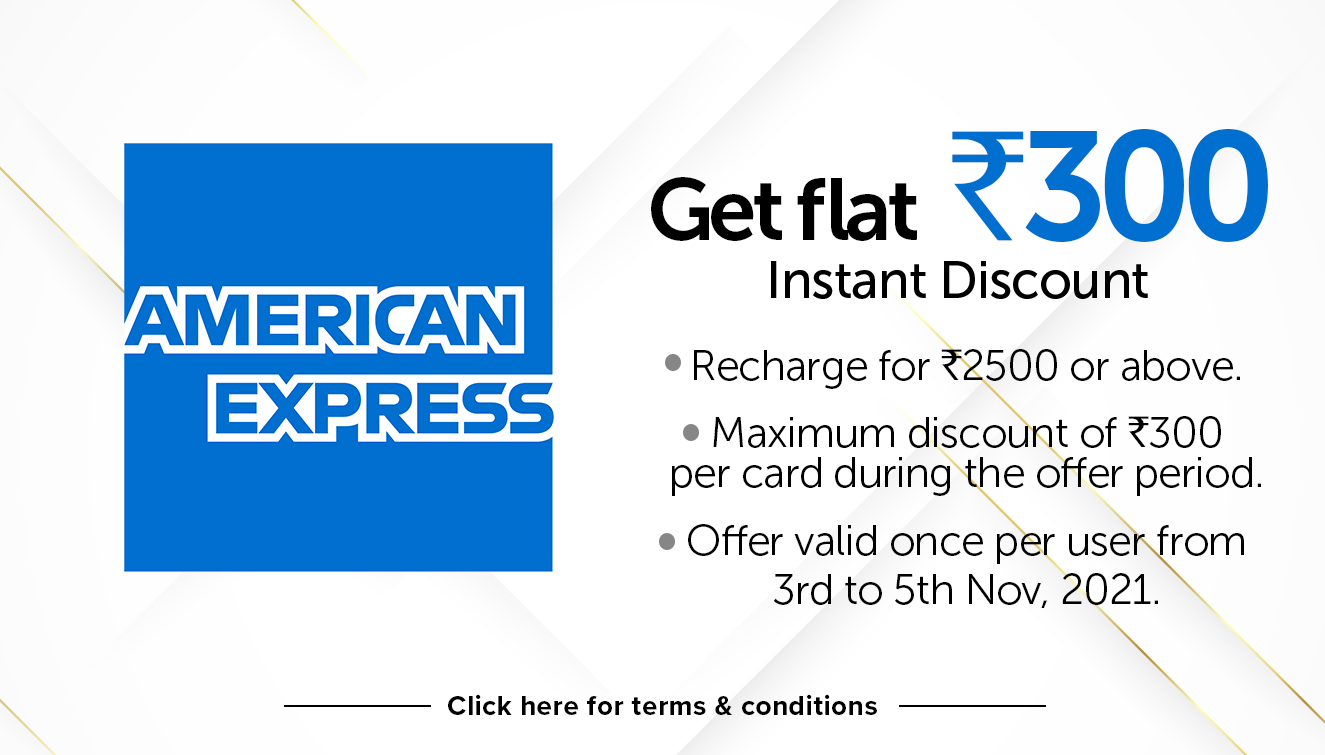 AMERICAN
EXPRESS
Get flat ₹300
Instant Discount
• Recharge for ₹2500 or above.
• Maximum discount of ₹300
per card during the offer period.
• Offer valid once per user from
3rd to 5th Nov, 2021.
Click here for terms & conditions